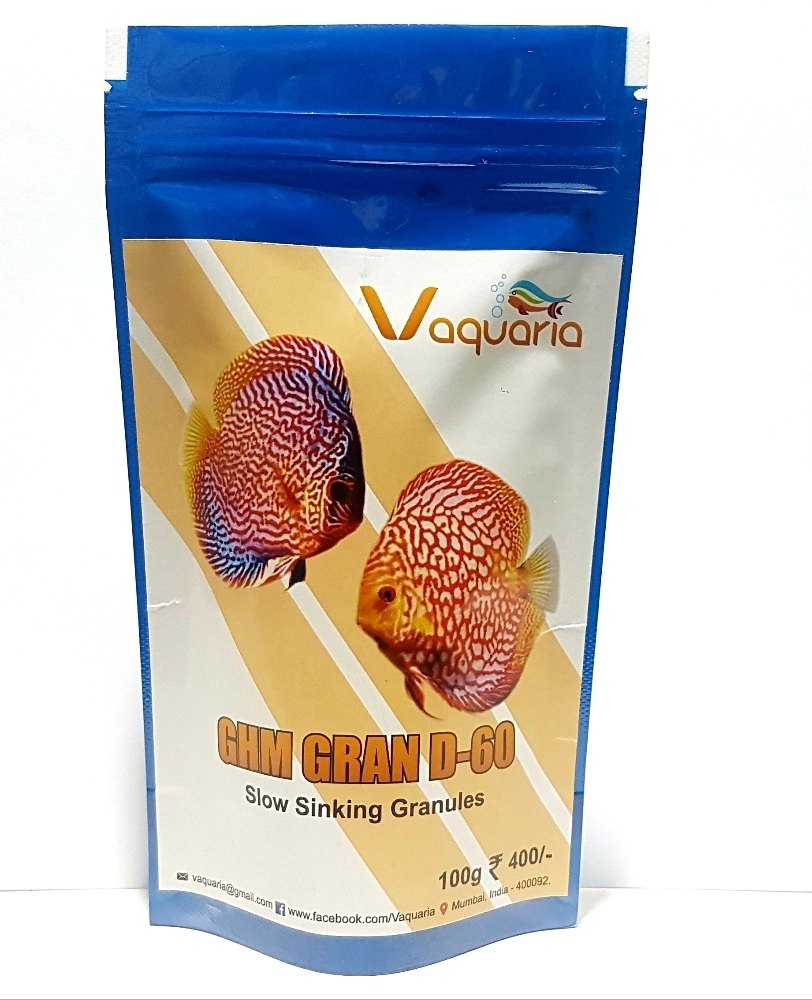 Vaquaria
GHM GRAN D-60
Slow Sinking Granules
100g ₹ 400/-
vaquaria@gmail.com www.facebook.com/Vaquaria Mumbai, India - 400092.